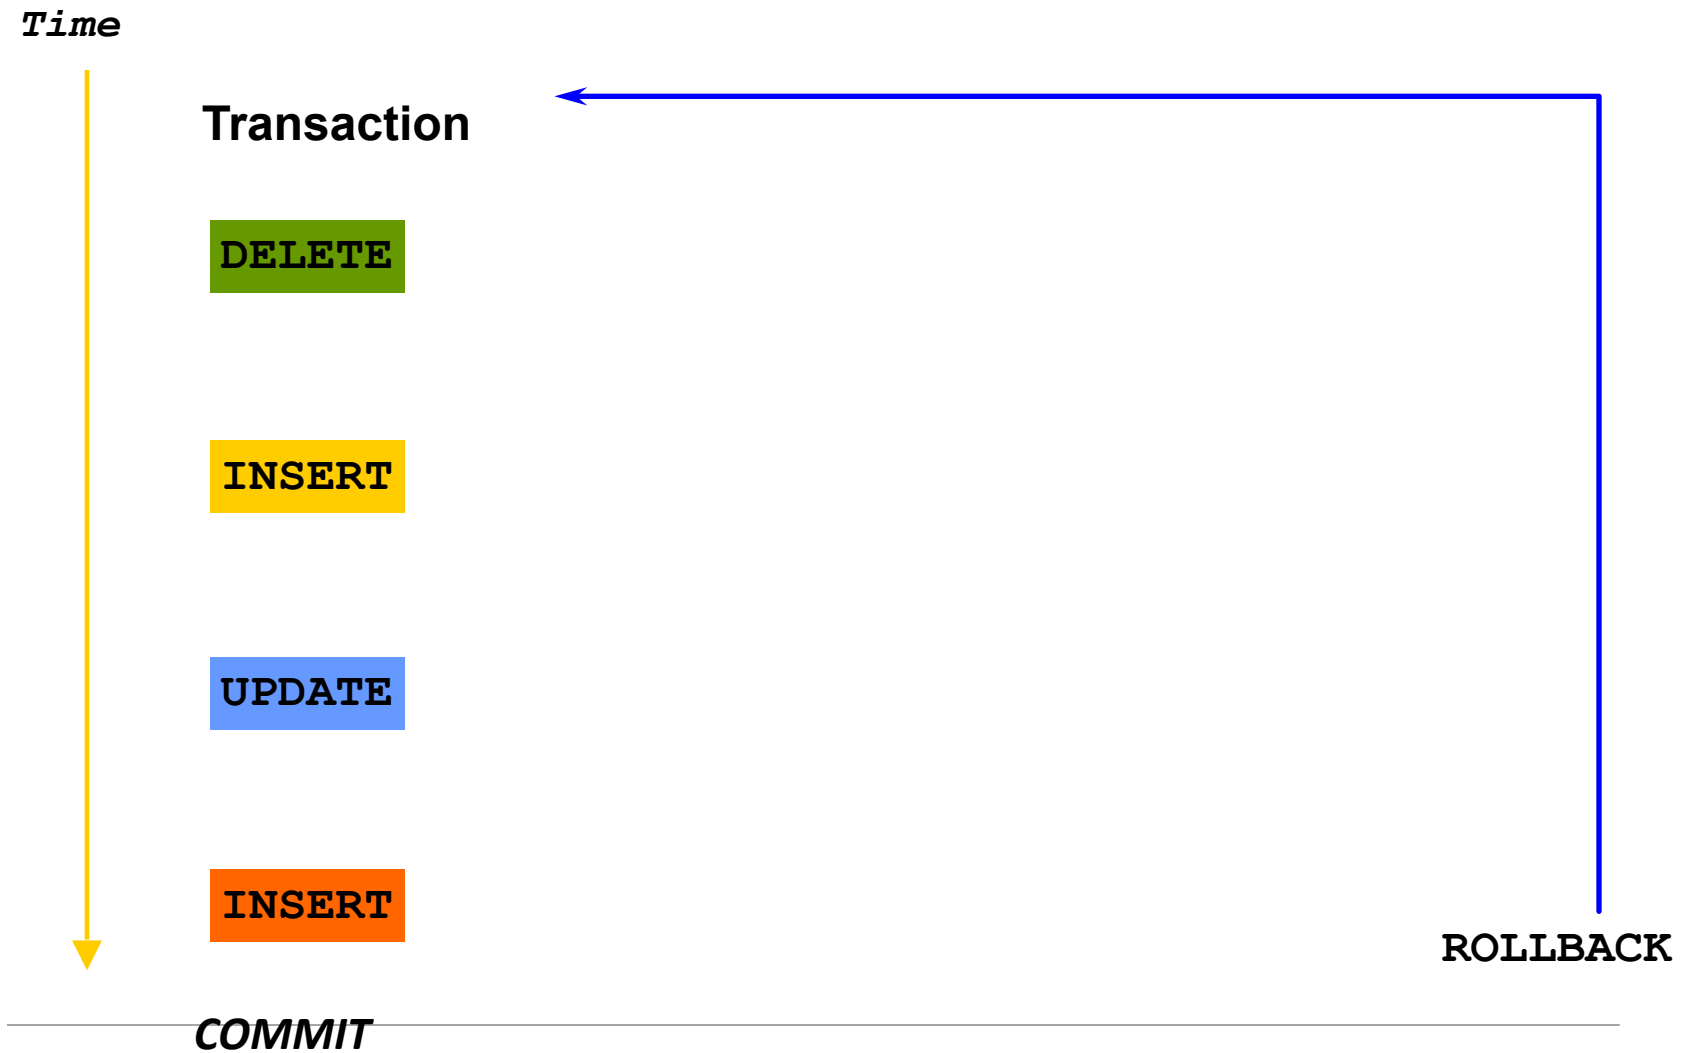 Time
Transaction
DELETE
INSERT
UPDATE
INSERT
ROLLBACK
COMMIT